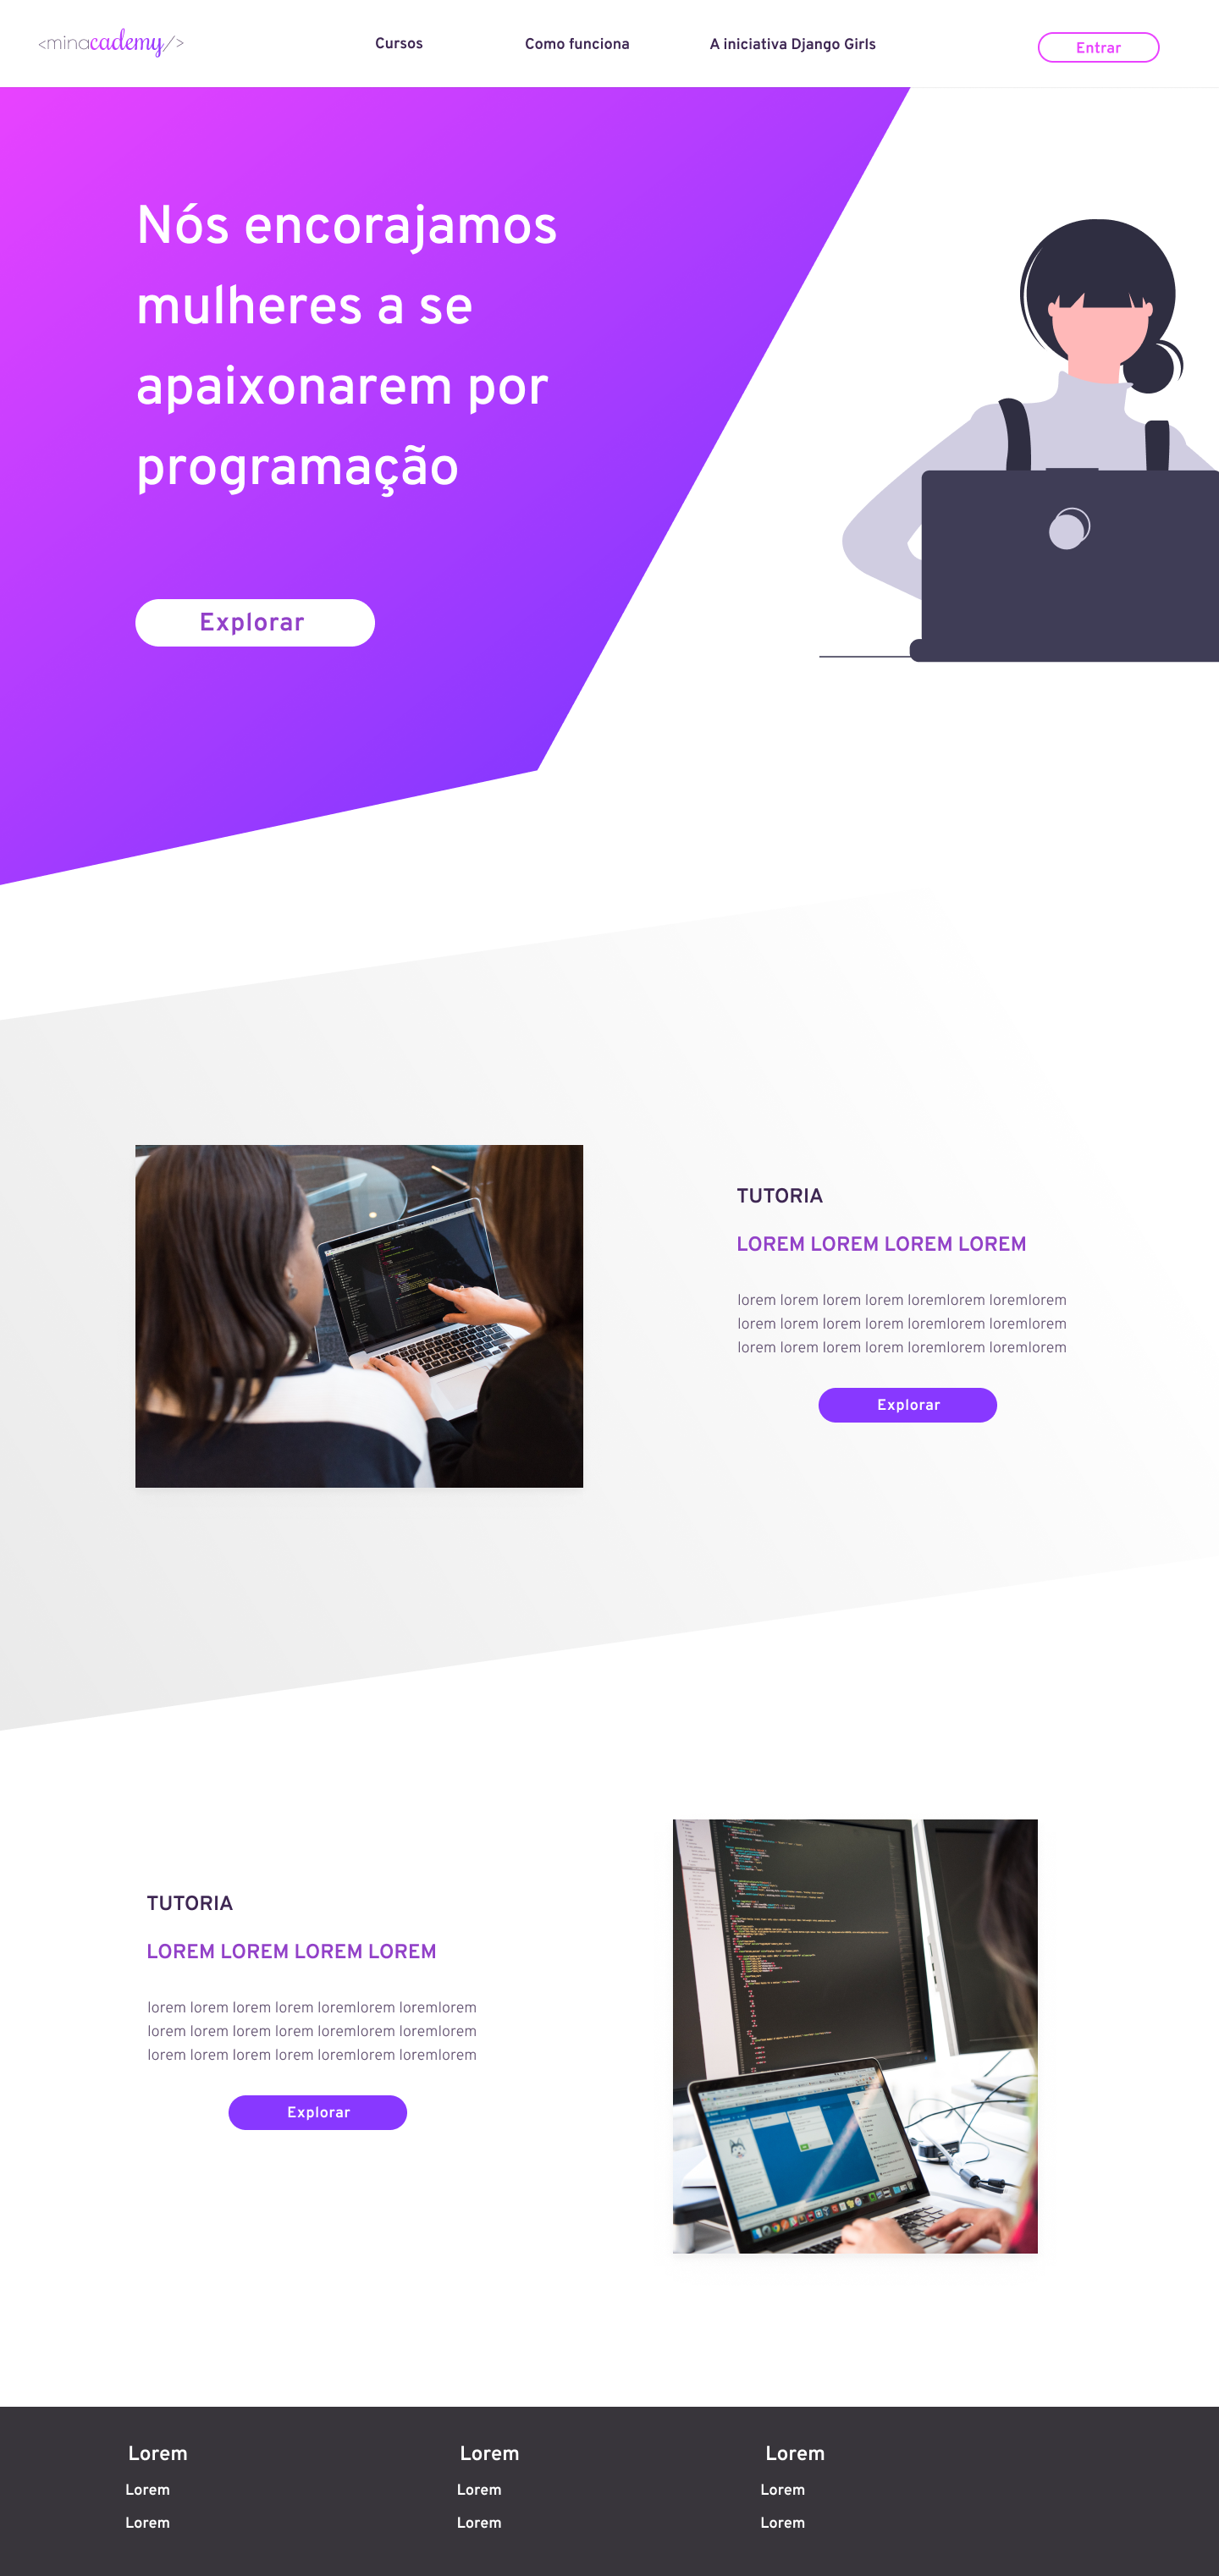 <minacademy/>
Cursos
Como funciona
A iniciativa Django Girls
Entrar
Nós encorajamos
mulheres a se
apaixonarem por
programação
Explorar
TUTORIA
LOREM LOREM LOREM LOREM
lorem lorem lorem lorem loremlorem loremlorem
lorem lorem lorem lorem loremlorem loremlorem
lorem lorem lorem lorem loremlorem loremlorem
Explorar
TUTORIA
LOREM LOREM LOREM LOREM
lorem lorem lorem lorem loremlorem loremlorem
lorem lorem lorem lorem loremlorem loremlorem
lorem lorem lorem lorem loremlorem loremlorem
Explorar
Lorem
Lorem
Lorem
Lorem
Lorem
Lorem
Lorem
Lorem
Lorem